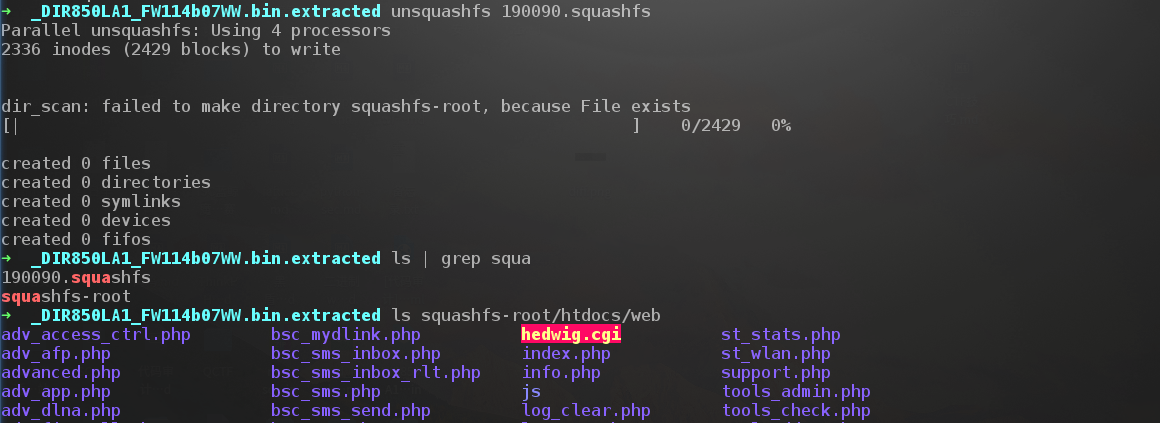 → _DIR850LA1_FW114b07WW.bin.extracted unsquashfs 190090.squashfs
Parallel unsquashfs: Using 4 processors
2336 inodes (2429 blocks) to write
dir_scan: failed to make directory squashfs-root, because File exists
[| ] 0/2429 0%
created 0 files
created 0 directories
created 0 symlinks
created 0 devices
created 0 fifos
→ _DIR850LA1_FW114b07WW.bin.extracted ls | grep squa
190090.squashfs
squashfs-root
→ _DIR850LA1_FW114b07WW.bin.extracted ls squashfs-root/htdocs/web
adv_access_ctrl.php bsc_mydlink.php hedwig.cgi st_stats.php
adv_afp.php bsc_sms_inbox.php index.php st_wlan.php
advanced.php bsc_sms_inbox_rlt.php info.php support.php
adv_app.php bsc_sms.php js tools_admin.php
adv_dlna.php bsc_sms_send.php log_clear.php tools_check.php